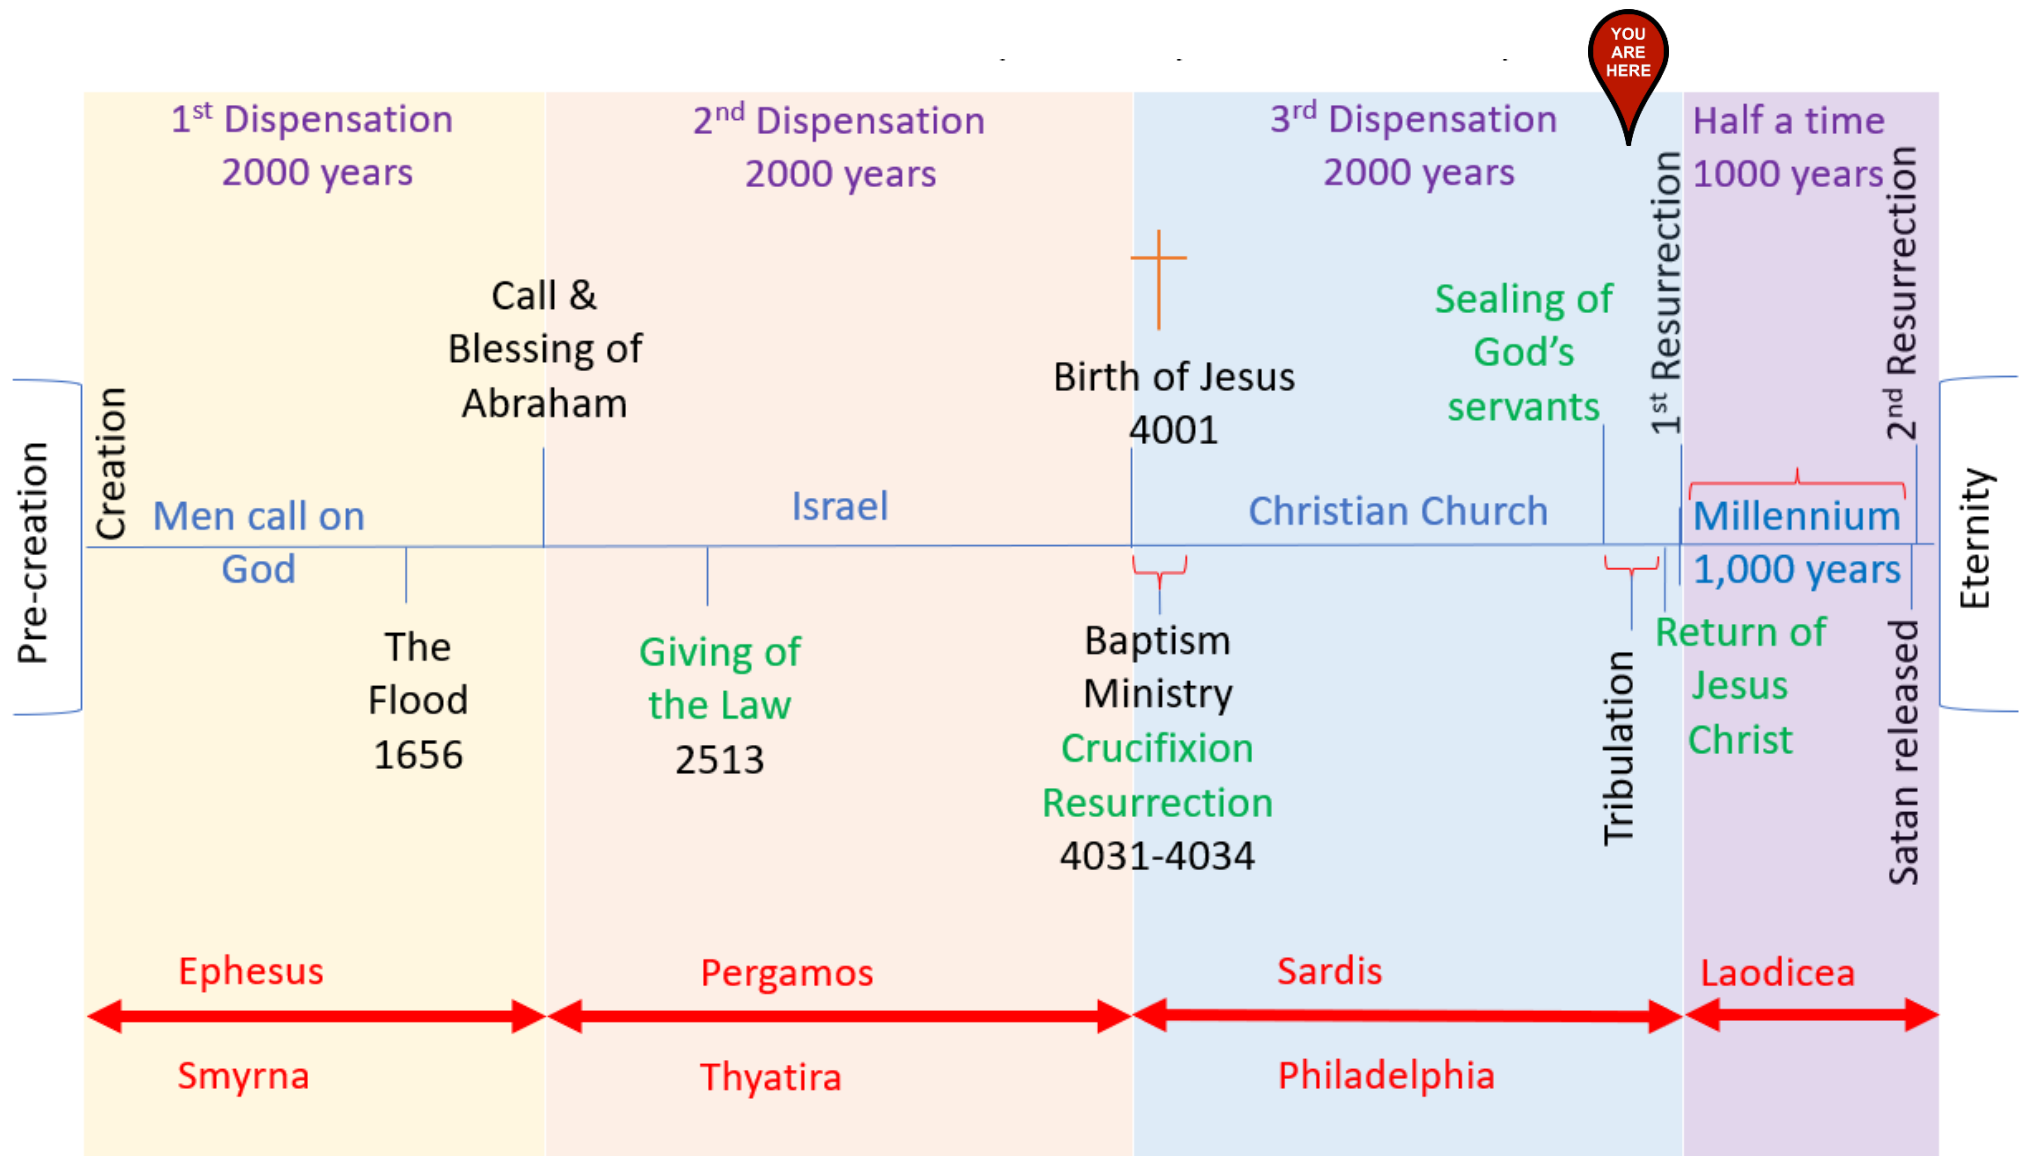 YOU
ARE
HERE
1st Dispensation
2000 years
2nd Dispensation
2000 years
3rd Dispensation
2000 years
Half a time
1000 years
Pre-creation
Creation
Men call on
God
Call &
Blessing of
Abraham
Israel
Birth of Jesus
4001
Christian Church
Sealing of
God’s
servants
1st Resurrection
Millennium
1,000 years
2nd Resurrection
Eternity
The
Flood
1656
Giving of
the Law
2513
Baptism
Ministry
Crucifixion
Resurrection
4031-4034
Tribulation
Return of
Jesus
Christ
Satan released
Ephesus
Smyrna
Pergamos
Thyatira
Sardis
Philadelphia
Laodicea